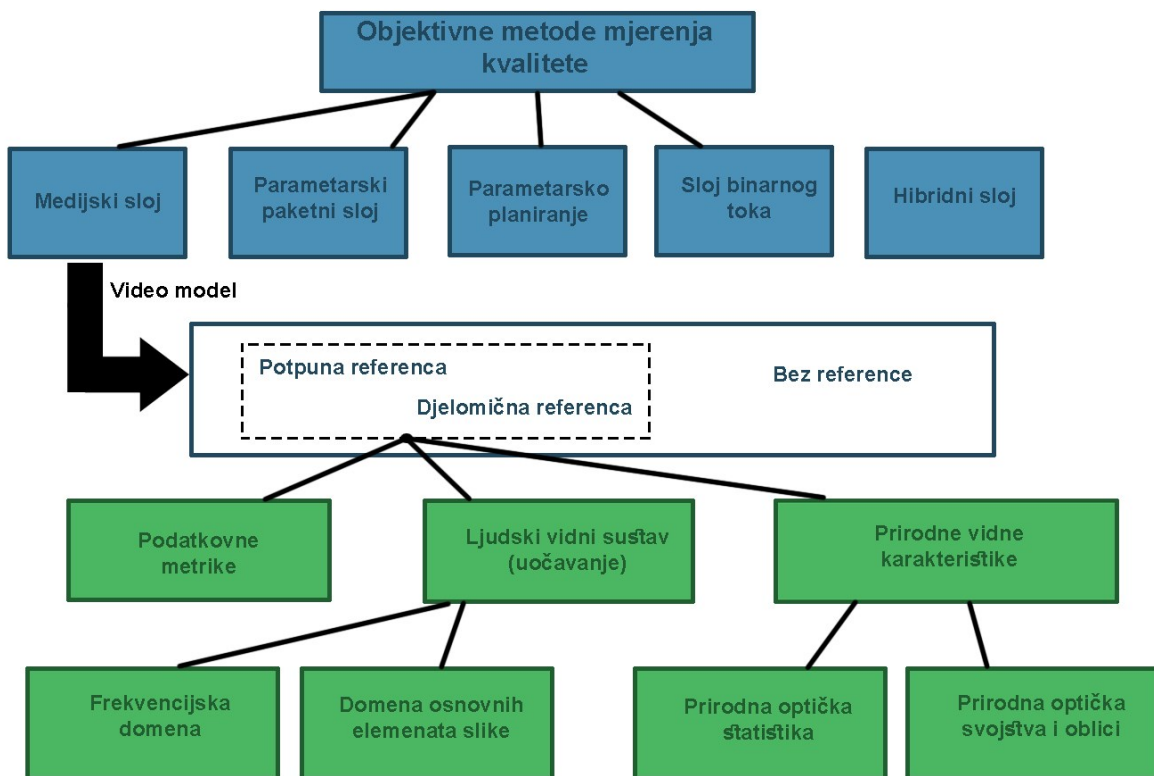 Objektivne metode mjerenja
kvalitete
Medijski sloj
Parametarski
paketni sloj
Parametarsko
planiranje
Sloj binarnog
toka
Hibridni sloj
Video model
Potpuna referenca
Djelomična referenca
Bez reference
Podatkovne
metrike
Ljudski vidni sustav
(uočavanje)
Prirodne vidne
karakteristike
Frekvencijska
domena
Domena osnovnih
elemenata slike
Prirodna optička
statistika
Prirodna optička
svojstva i oblici